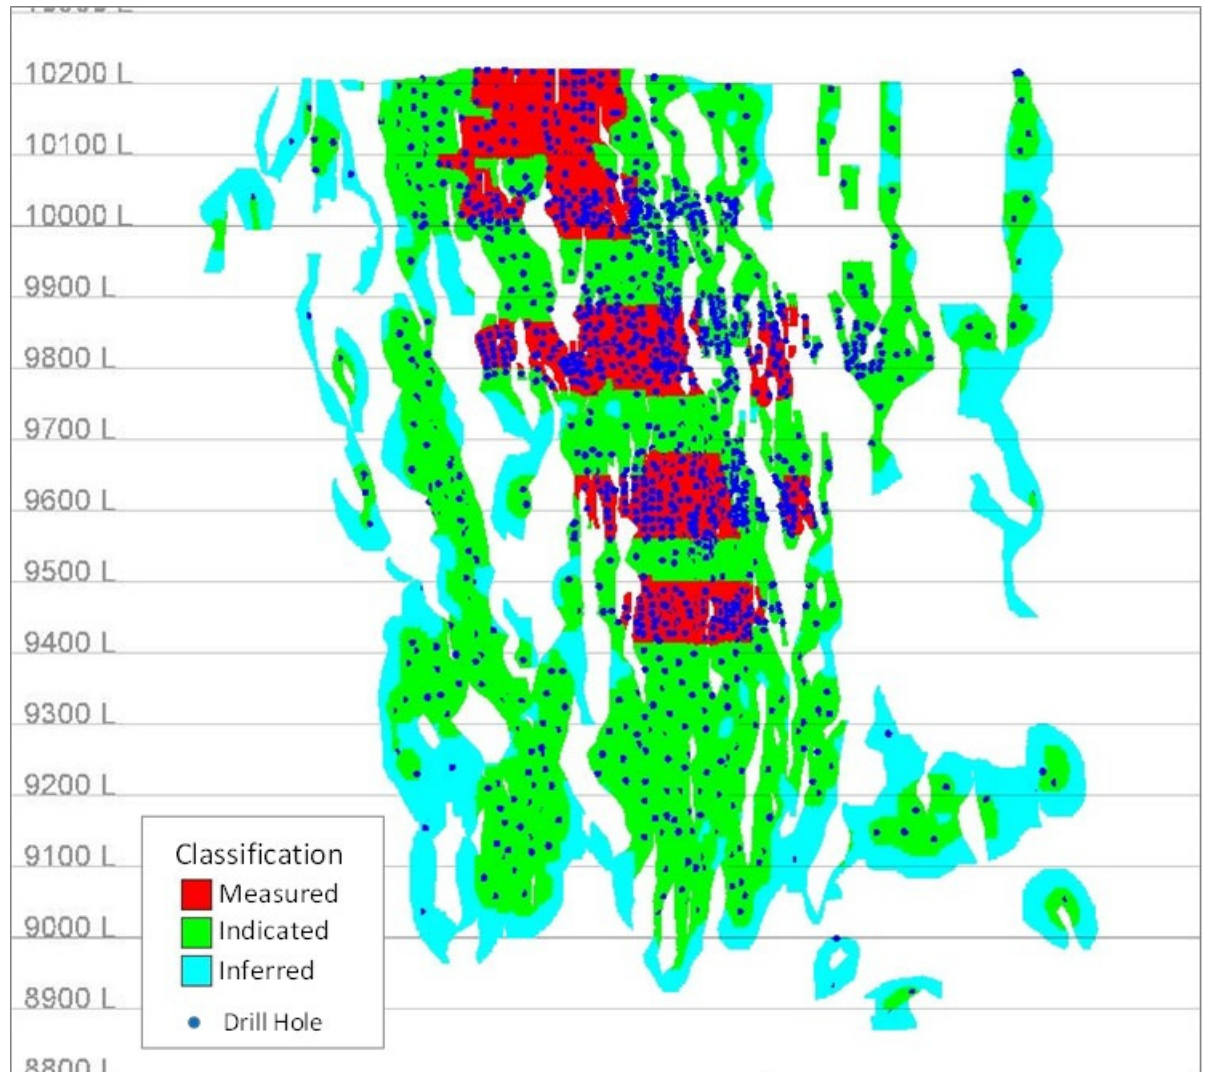 10200 L
10100 L
10000 L
9900 L
9800 L
9700 L
9600 L
9500 L
9400 L
9300 L
9200 L
9100 L
9000 L
8900 L
8800 L
Classification
Measured
Indicated
Inferred
Drill Hole